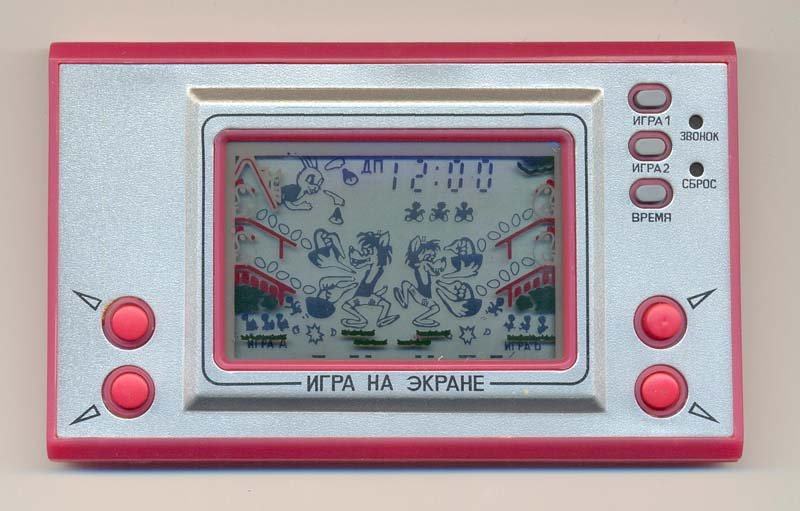 ИГРА 1
ЗВОНОК
ИГРА 2
СБРОС
ВРЕМЯ
ДП 12:00
ИГРА А
ИГРА Б
ИГРА НА ЭКРАНЕ